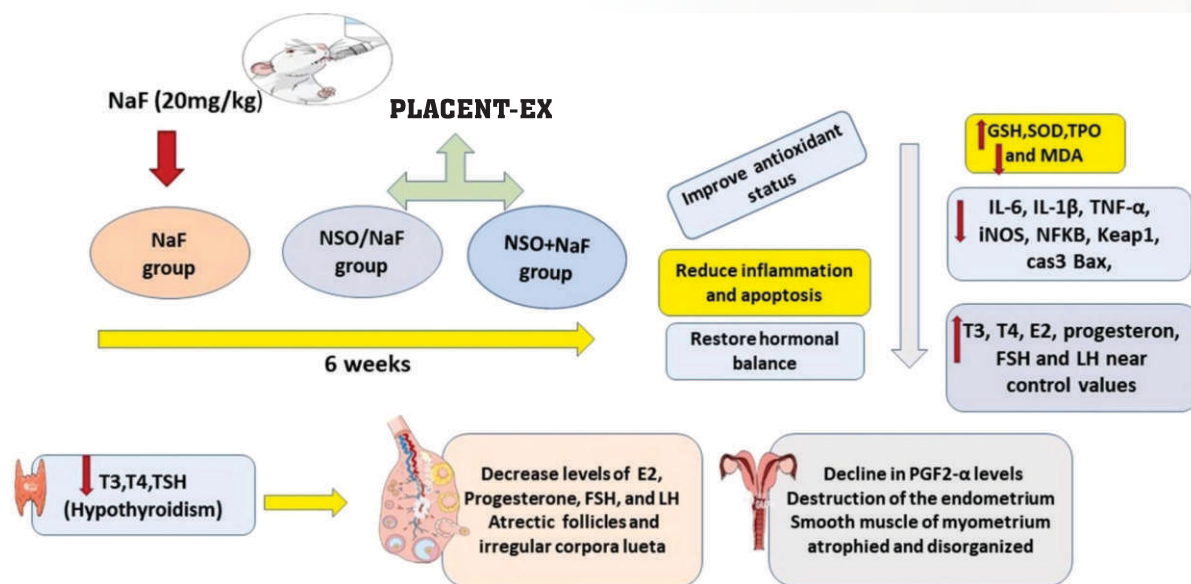 NaF (20mg/kg)
PLACENT-EX
NaF
group
NSO/NaF
group
NSO+NaF
group
6 weeks
Improve antioxidant
status
Reduce inflammation
and apoptosis
Restore hormonal
balance
GSH,SOD,TPO
and MDA
IL-6, IL-1β, TNF-α,
iNOS, NFKB, Keap1,
cas3 Bax,
T3, T4, E2, progesteron,
FSH and LH near
control values
T3,T4,TSH
(Hypothyroidism)
Decrease levels of E2,
Progesterone, FSH, and LH
Atrectic follicles and
irregular corpora lueta
Decline in PGF2-α levels
Destruction of the endometrium
Smooth muscle of myometrium
atrophied and disorganized